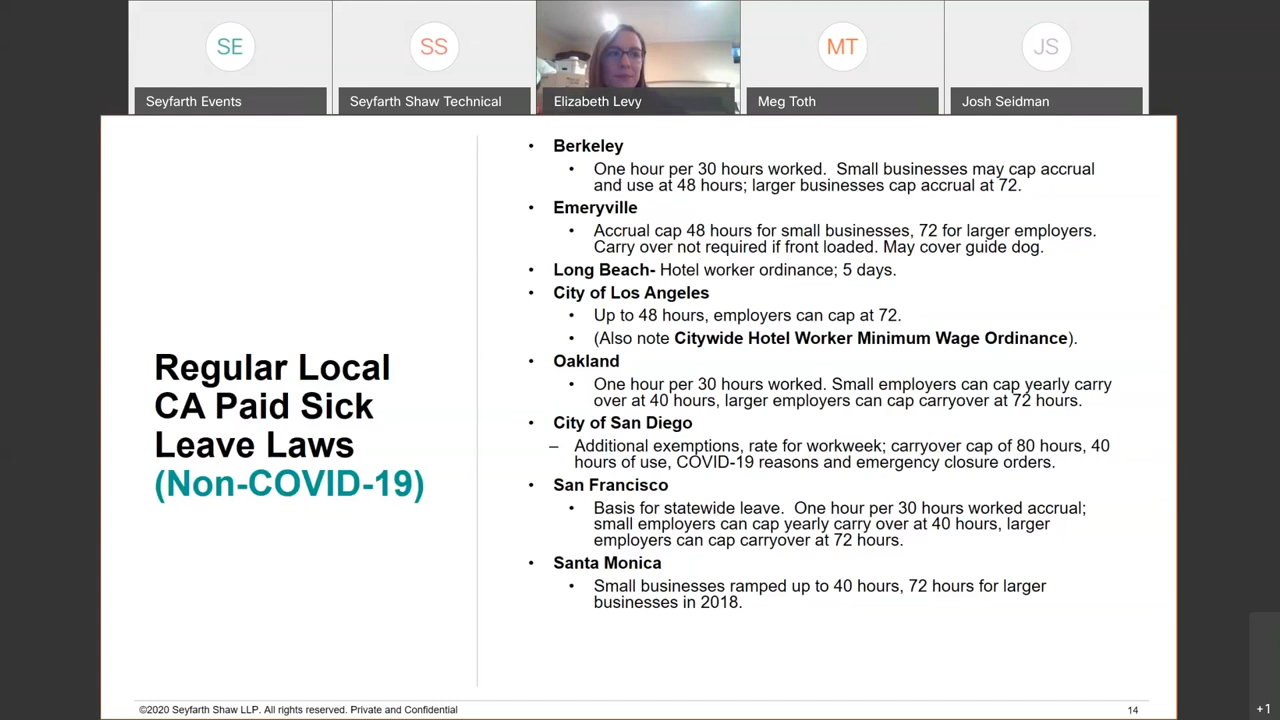 SE
SS
MT
JS
Seyfarth Events
Seyfarth Shaw Technical
Elizabeth Levy
Meg Toth
Josh Seidman
Regular Local
CA Paid Sick
Leave Laws
(Non-COVID-19)
• Berkeley
• One hour per 30 hours worked. Small businesses may cap accrual
and use at 48 hours; larger businesses cap accrual at 72.
• Emeryville
• Accrual cap 48 hours for small businesses, 72 for larger employers.
Carry over not required if front loaded. May cover guide dog.
• Long Beach- Hotel worker ordinance; 5 days.
• City of Los Angeles
• Up to 48 hours, employers can cap at 72.
• (Also note Citywide Hotel Worker Minimum Wage Ordinance).
• Oakland
• One hour per 30 hours worked. Small employers can cap yearly carry
over at 40 hours, larger employers can cap carryover at 72 hours.
• City of San Diego
– Additional exemptions, rate for workweek; carryover cap of 80 hours, 40
hours of use, COVID-19 reasons and emergency closure orders.
• San Francisco
• Basis for statewide leave. One hour per 30 hours worked accrual;
small employers can cap yearly carry over at 40 hours, larger
employers can cap carryover at 72 hours.
• Santa Monica
• Small businesses ramped up to 40 hours, 72 hours for larger
businesses in 2018.
©2020 Seyfarth Shaw LLP. All rights reserved. Private and Confidential
14
+1